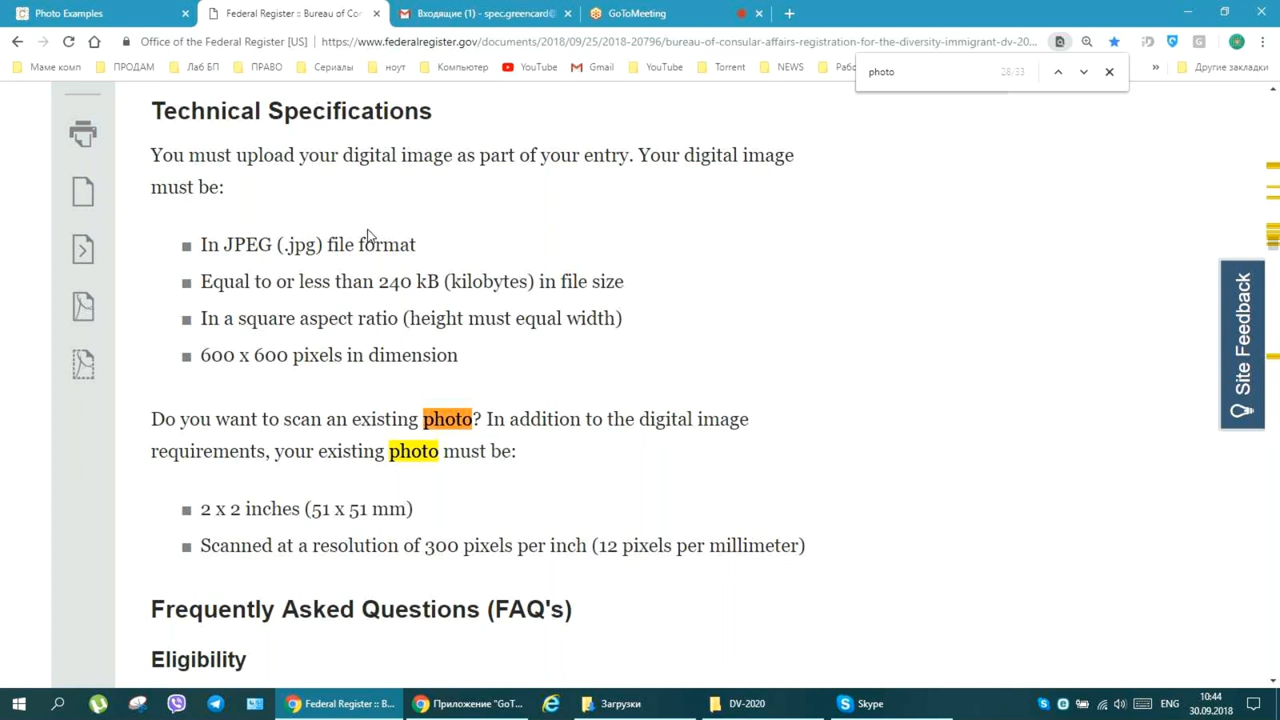 Photo Examples
Federal Register :: Bureau of Cor
Входящие (1) - spec.greencard@
GoToMeeting
Office of the Federal Register [US]
https://www.federalregister.gov/documents/2018/09/25/2018-20796/bureau-of-consular-affairs-registration-for-the-diversity-immigrant-dv-20...
Маме комп
ПРОДАМ
Лаб БП
ПРАВО
Сериалы
ноут
Компьютер
YouTube
Gmail
YouTube
Torrent
NEWS
Раб
»
Другие закладки
photo
28/33
Technical Specifications
You must upload your digital image as part of your entry. Your digital image
must be:
In JPEG (.jpg) file format
Equal to or less than 240 kB (kilobytes) in file size
In a square aspect ratio (height must equal width)
600 x 600 pixels in dimension
Do you want to scan an existing photo? In addition to the digital image
requirements, your existing photo must be:
2 x 2 inches (51 x 51 mm)
Scanned at a resolution of 300 pixels per inch (12 pixels per millimeter)
Frequently Asked Questions (FAQ's)
Eligibility
Site Feedback
Federal Register :: B...
Приложение "GoT...
Загрузки
DV-2020
Skype
ENG
10:44
30.09.2018